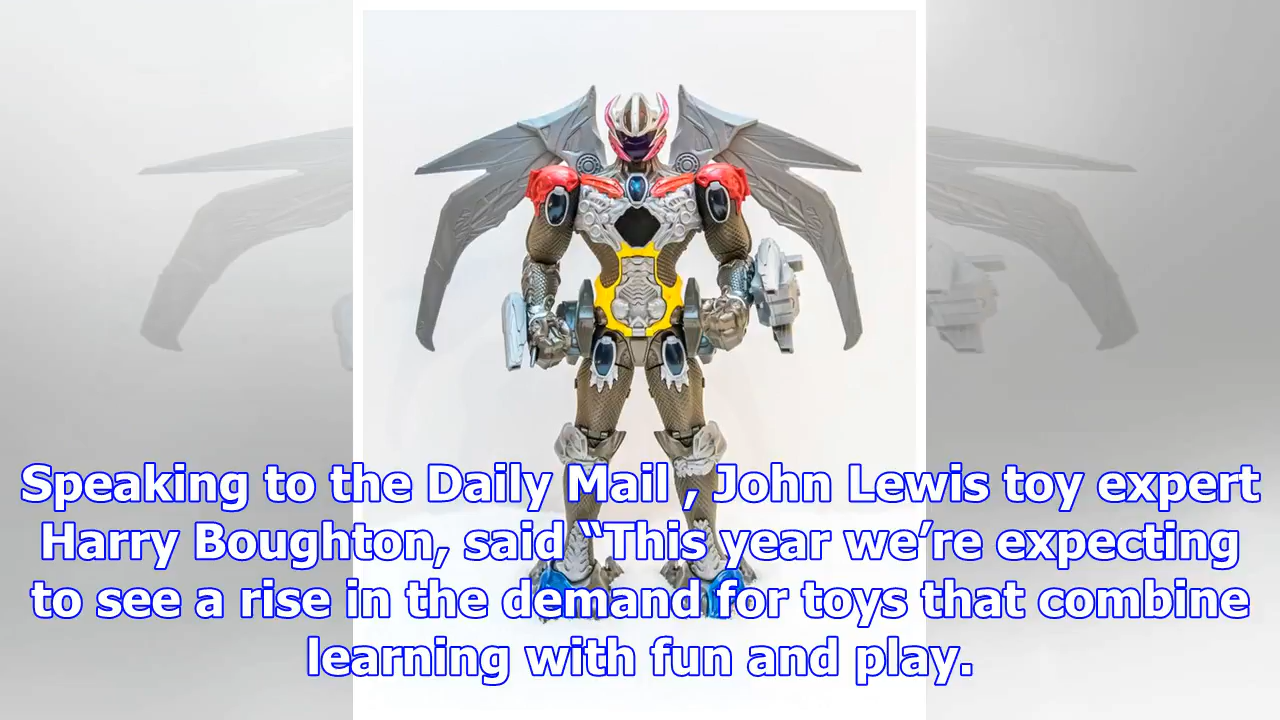 Speaking to the Daily Mail , John Lewis toy expert
Harry Boughton, said “This year we’re expecting
to see a rise in the demand for toys that combine
learning with fun and play.